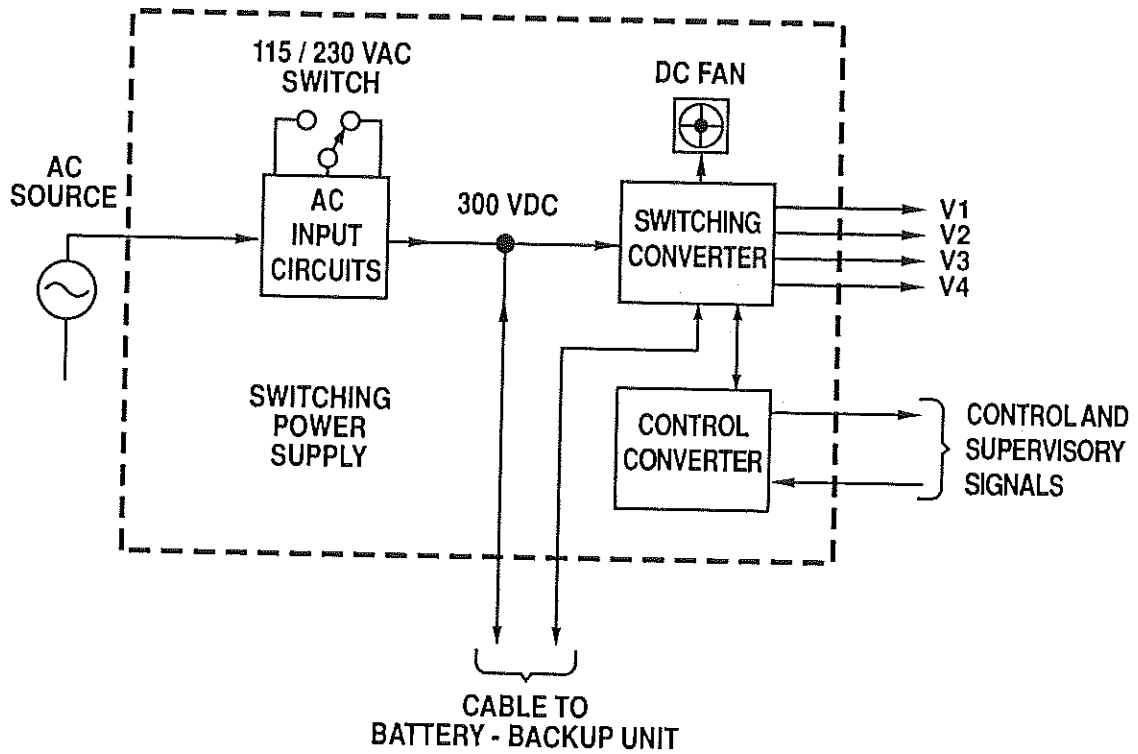 115 / 230 VAC
SWITCH
DC FAN
AC
SOURCE
AC
INPUT
CIRCUITS
300 VDC
SWITCHING
CONVERTER
V1
V2
V3
V4
SWITCHING
POWER
SUPPLY
CONTROL
CONVERTER
CONTROL AND
SUPERVISORY
SIGNALS
CABLE TO
BATTERY - BACKUP UNIT